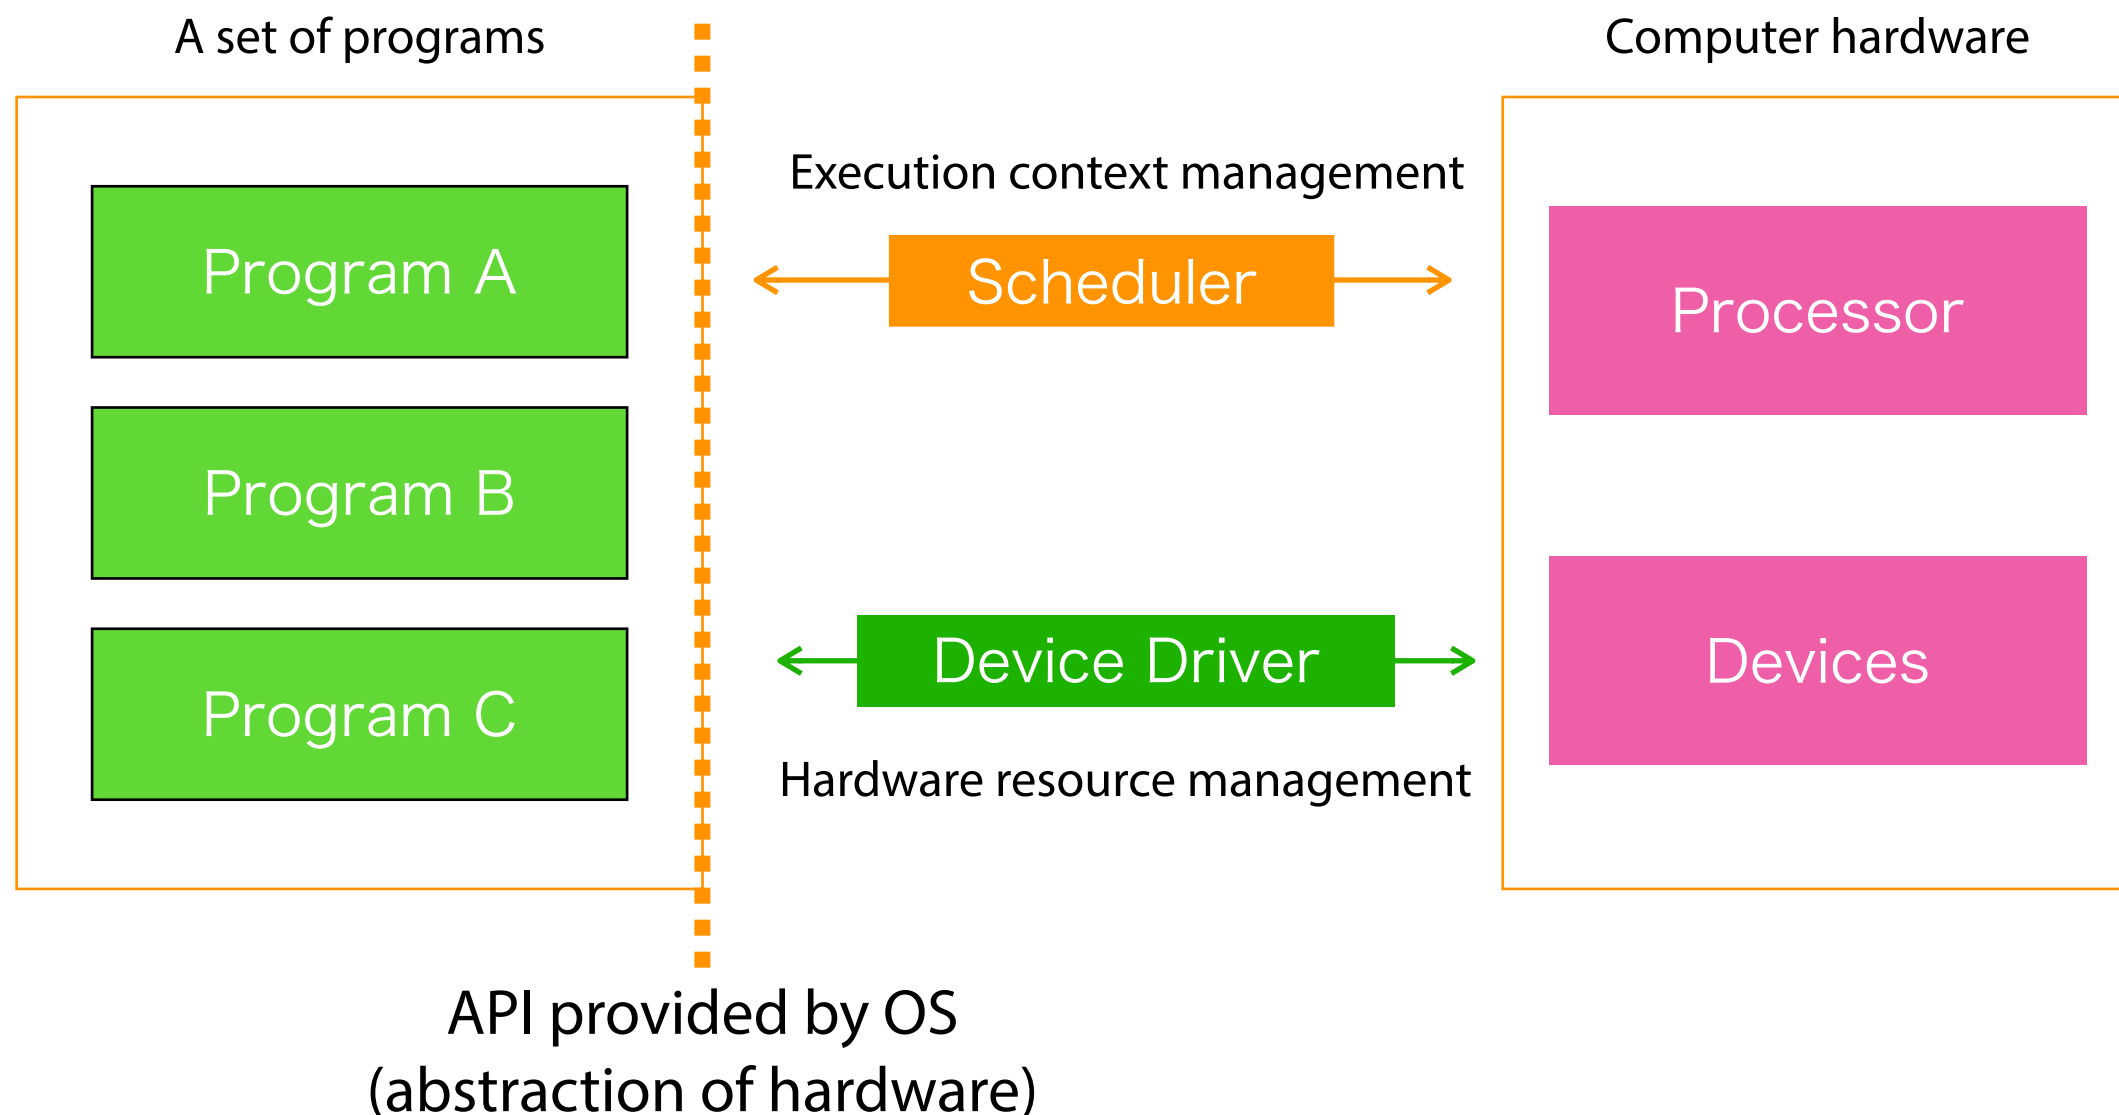 A set of programs
Computer hardware
Execution context management
Program A
Scheduler
Processor
Program B
Device Driver
Devices
Program C
Hardware resource management
API provided by OS
(abstraction of hardware)